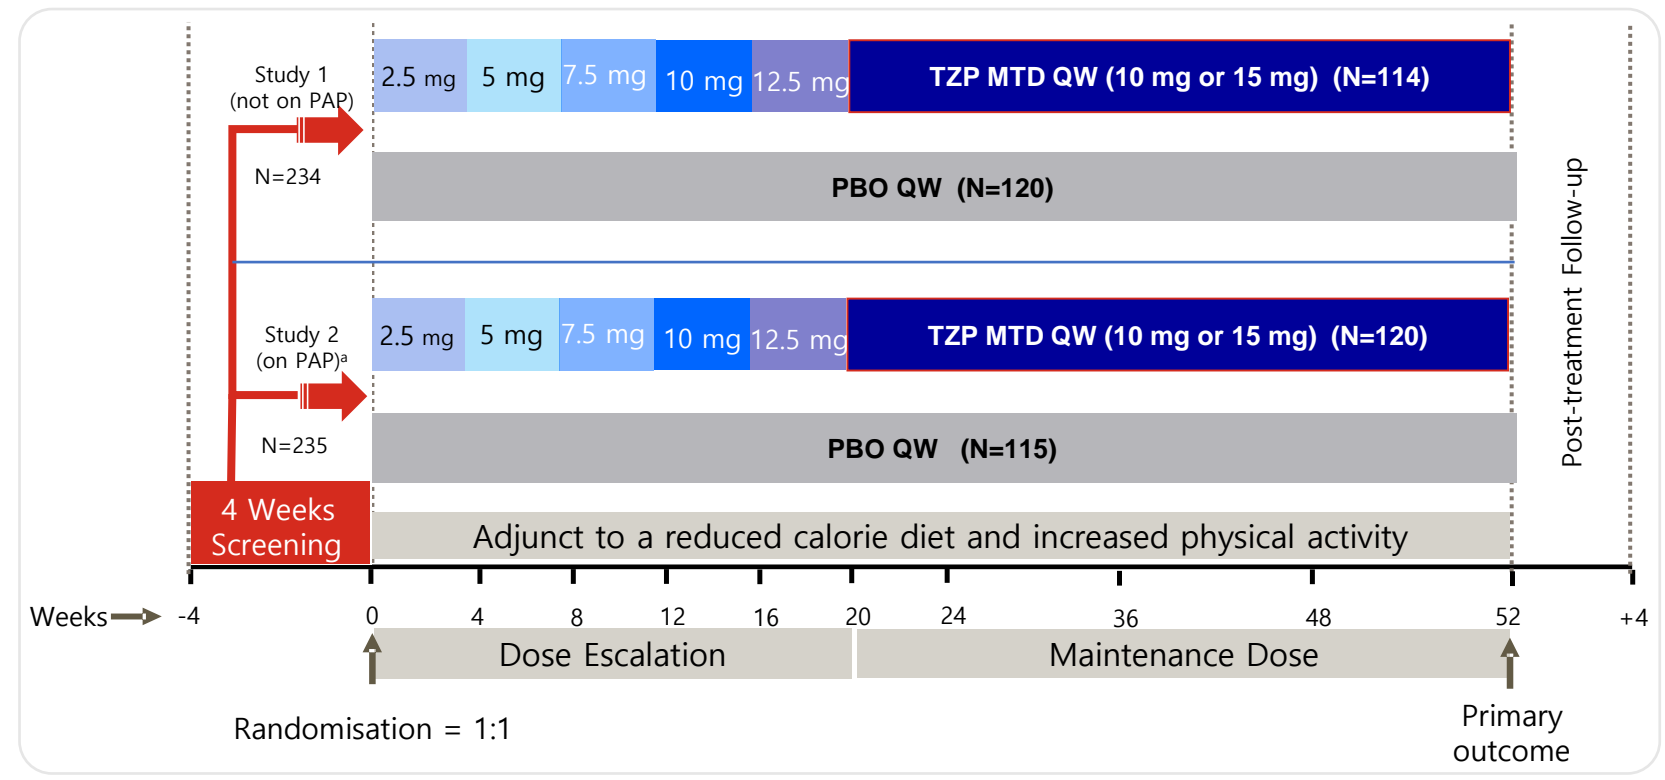 Study 1
(not on PAP)
N=234
2.5 mg
5 mg
7.5 mg
10 mg
12.5 mg
TZP MTD QW (10 mg or 15 mg) (N=114)
PBO QW (N=120)
Study 2
(on PAP)ᵃ
N=235
2.5 mg
5 mg
7.5 mg
10 mg
12.5 mg
TZP MTD QW (10 mg or 15 mg) (N=120)
PBO QW (N=115)
Post-treatment Follow-up
4 Weeks
Screening
Adjunct to a reduced calorie diet and increased physical activity
Weeks -4 0 4 8 12 16 20 24 36 48 52 +4
Dose Escalation
Maintenance Dose
Randomisation = 1:1
Primary
outcome